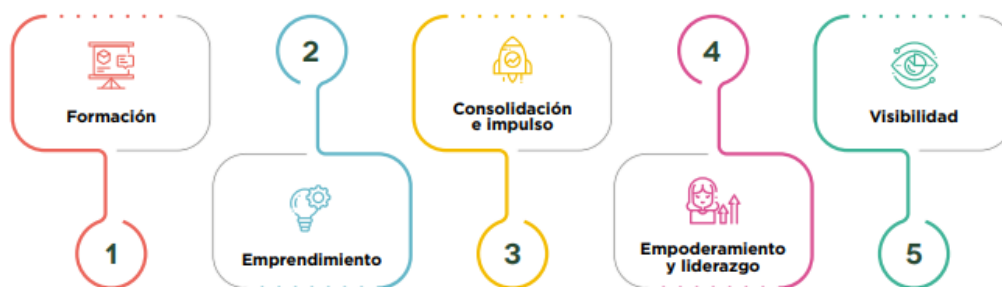 Formación
1
2
Emprendimiento
Consolidación
e impulso
3
4
Empoderamiento
y liderazgo
Visibilidad
5